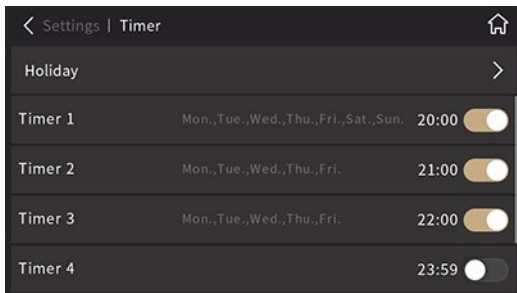 Settings | Timer
Holiday
Timer 1 Mon.,Tue.,Wed.,Thu.,Fri.,Sat.,Sun. 20:00
Timer 2 Mon.,Tue.,Wed.,Thu.,Fri. 21:00
Timer 3 Mon.,Tue.,Wed.,Thu.,Fri. 22:00
Timer 4 23:59